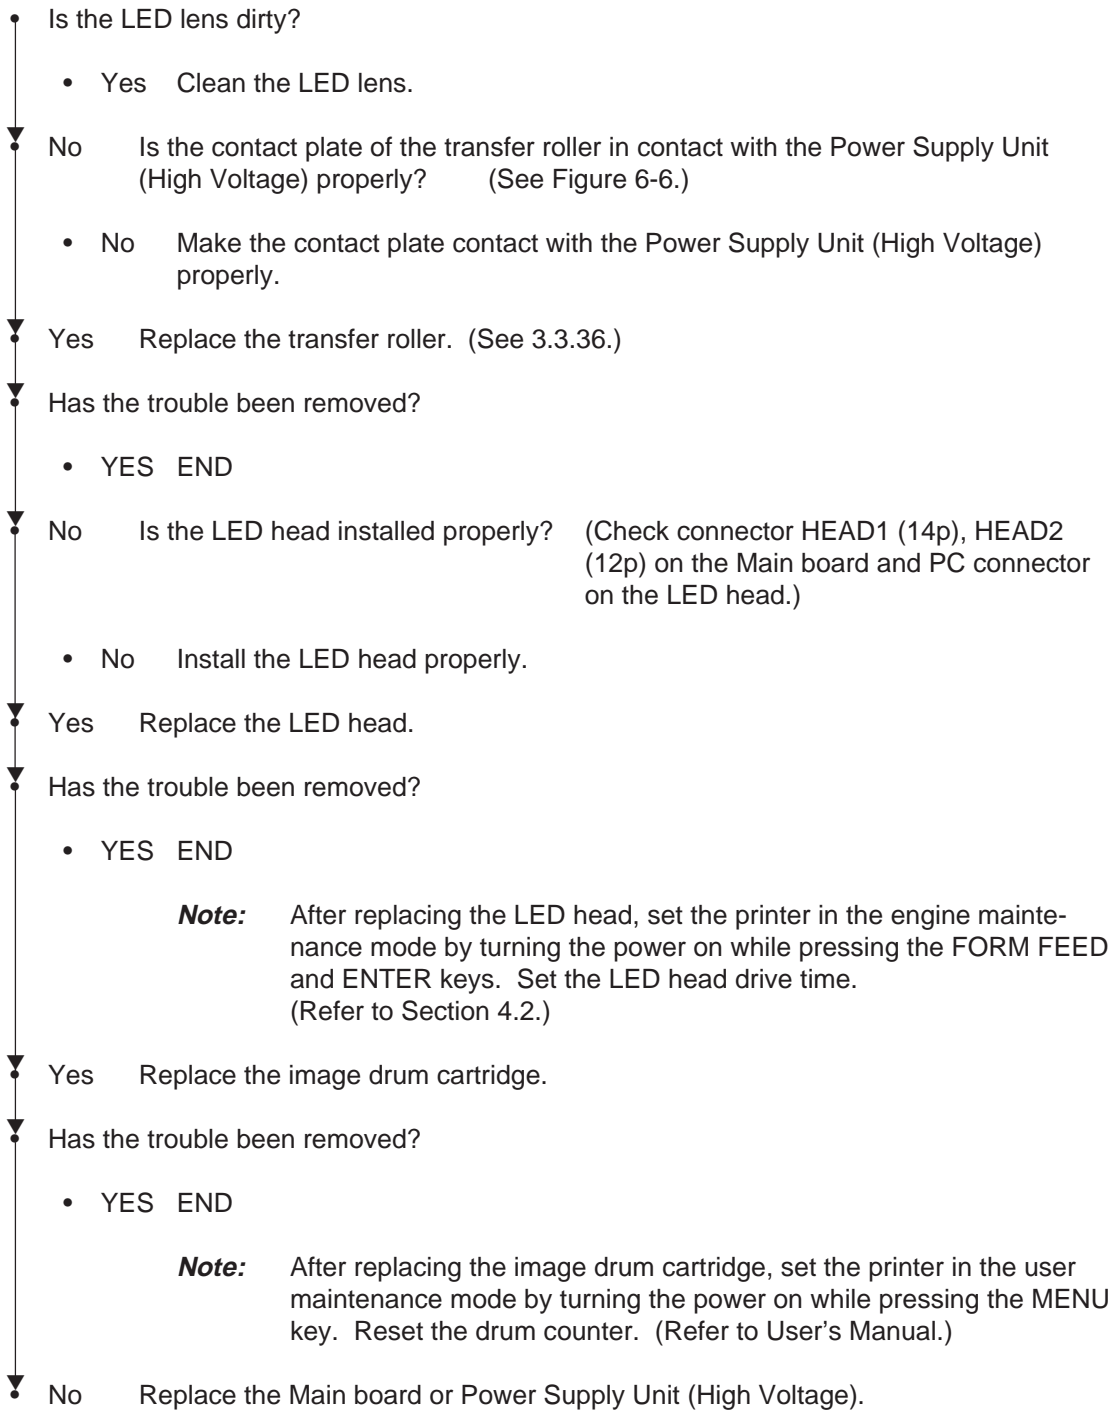 Is the LED lens dirty?
• Yes Clean the LED lens.
No Is the contact plate of the transfer roller in contact with the Power Supply Unit
(High Voltage) properly? (See Figure 6-6.)
• No Make the contact plate contact with the Power Supply Unit (High Voltage)
properly.
Yes Replace the transfer roller. (See 3.3.36.)
Has the trouble been removed?
• YES END
No Is the LED head installed properly? (Check connector HEAD1 (14p), HEAD2
(12p) on the Main board and PC connector
on the LED head.)
• No Install the LED head properly.
Yes Replace the LED head.
Has the trouble been removed?
• YES END
Note: After replacing the LED head, set the printer in the engine mainte-
nance mode by turning the power on while pressing the FORM FEED
and ENTER keys. Set the LED head drive time.
(Refer to Section 4.2.)
Yes Replace the image drum cartridge.
Has the trouble been removed?
• YES END
Note: After replacing the image drum cartridge, set the printer in the user
maintenance mode by turning the power on while pressing the MENU
key. Reset the drum counter. (Refer to User's Manual.)
No Replace the Main board or Power Supply Unit (High Voltage).